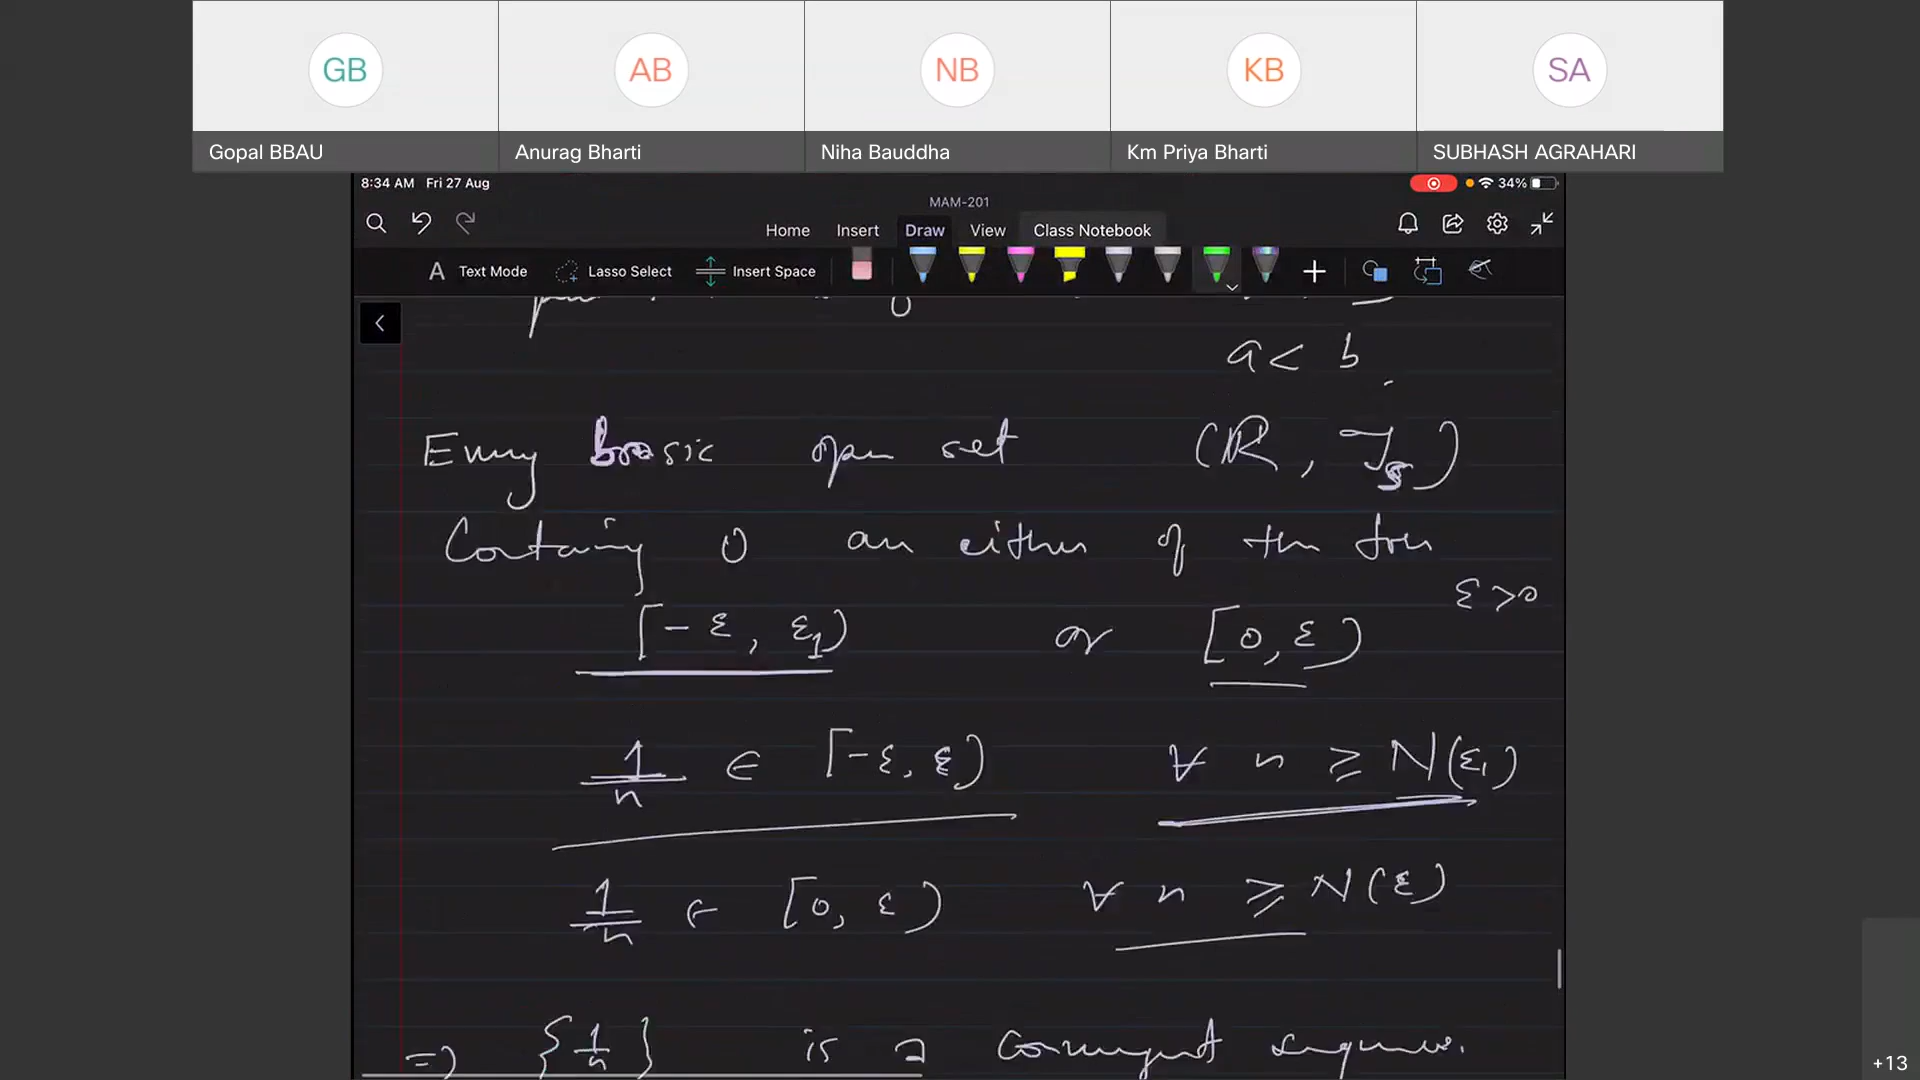 GB AB NB KB SA
Gopal BBAU Anurag Bharti Niha Bauddha Km Priya Bharti SUBHASH AGRAHARI
8:34 AM Fri 27 Aug 34%
MAM-201
Home Insert Draw View Class Notebook
A Text Mode Lasso Select Insert Space
a < b
Every basic open set (ℝ, 𝒯_s)
Containing 0 are either of the form
ε > 0
[-ε, ε₁) or [0, ε)
1/n ∈ [-ε, ε) ∀ n ≥ N(ε₁)
1/n ∈ [0, ε) ∀ n ≥ N(ε)
=> {1/n} is a convergent sequence.
+13